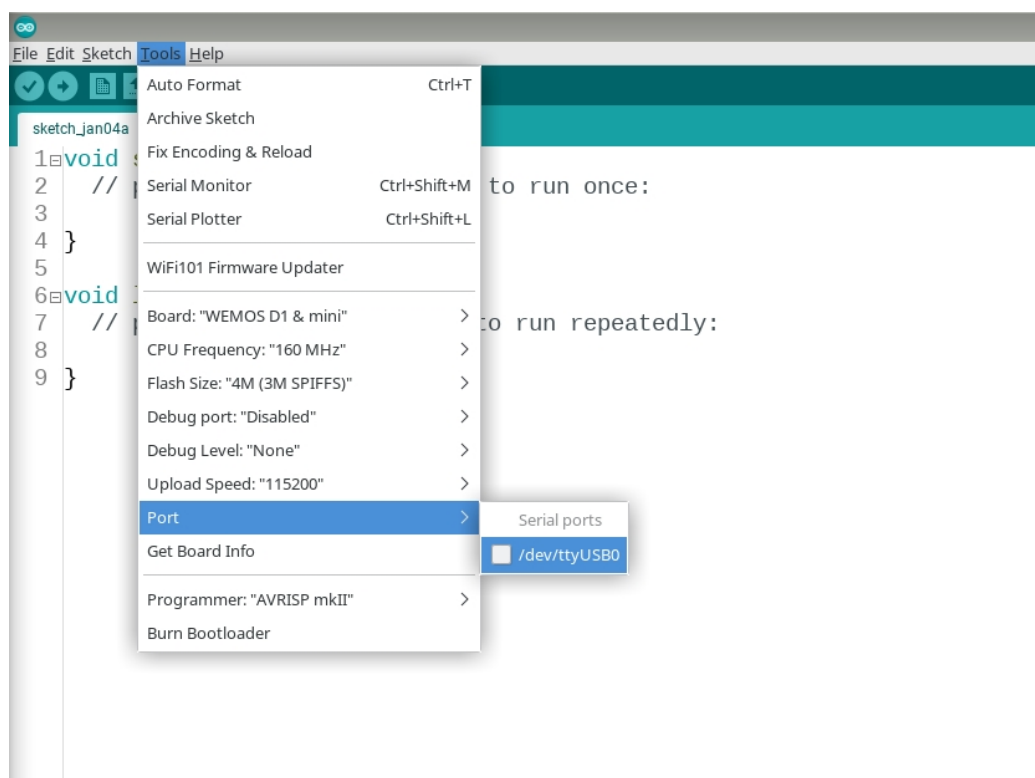 File Edit Sketch Tools Help
sketch_jan04a
Auto Format Ctrl+T
Archive Sketch
Fix Encoding & Reload
Serial Monitor Ctrl+Shift+M
Serial Plotter Ctrl+Shift+L
WiFi101 Firmware Updater
Board: "WEMOS D1 & mini"
CPU Frequency: "160 MHz"
Flash Size: "4M (3M SPIFFS)"
Debug port: "Disabled"
Debug Level: "None"
Upload Speed: "115200"
Port
Get Board Info
Programmer: "AVRISP mkII"
Burn Bootloader
Serial ports
/dev/ttyUSB0
1 void
2 // to run once:
3
4 }
5
6 void
7 // to run repeatedly:
8
9 }